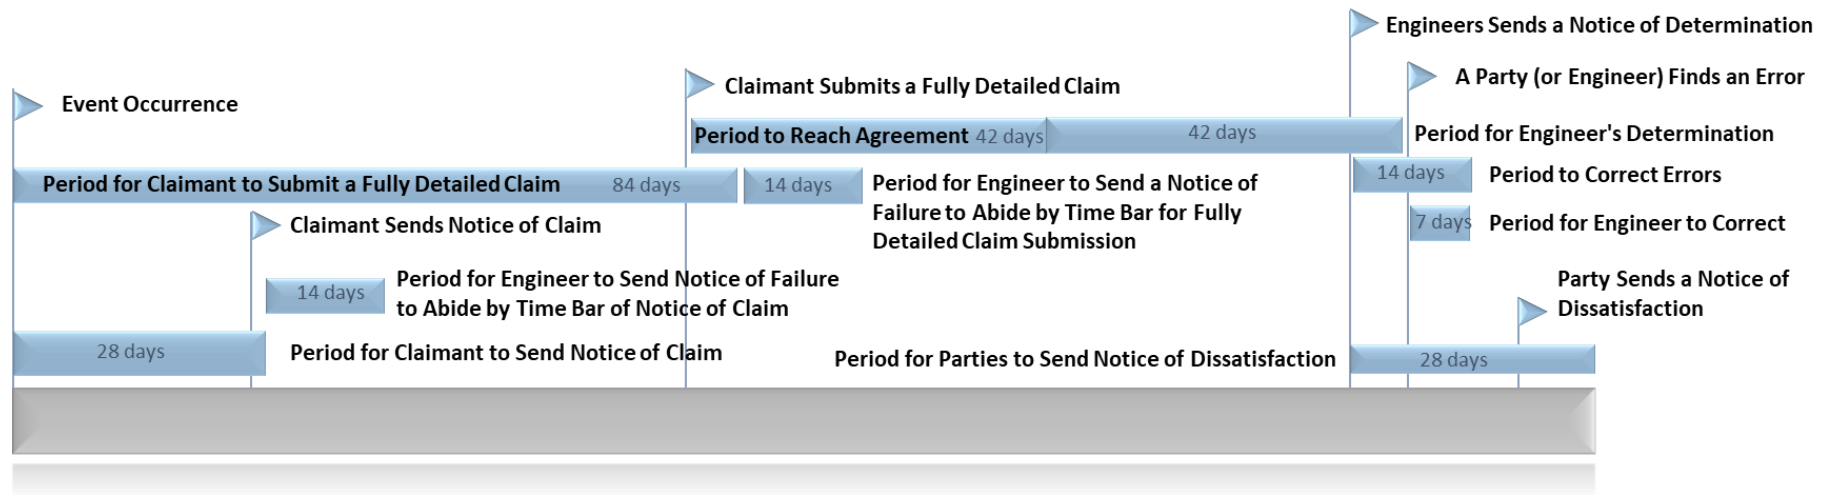 Engineers Sends a Notice of Determination
A Party (or Engineer) Finds an Error
Claimant Submits a Fully Detailed Claim
Event Occurrence
Period to Reach Agreement 42 days
42 days
Period for Engineer's Determination
14 days
Period to Correct Errors
Period for Claimant to Submit a Fully Detailed Claim 84 days
14 days
Period for Engineer to Send a Notice of
Failure to Abide by Time Bar for Fully
Detailed Claim Submission
7 days
Period for Engineer to Correct
Claimant Sends Notice of Claim
14 days
Period for Engineer to Send Notice of Failure
to Abide by Time Bar of Notice of Claim
Party Sends a Notice of
Dissatisfaction
28 days
Period for Claimant to Send Notice of Claim
Period for Parties to Send Notice of Dissatisfaction
28 days